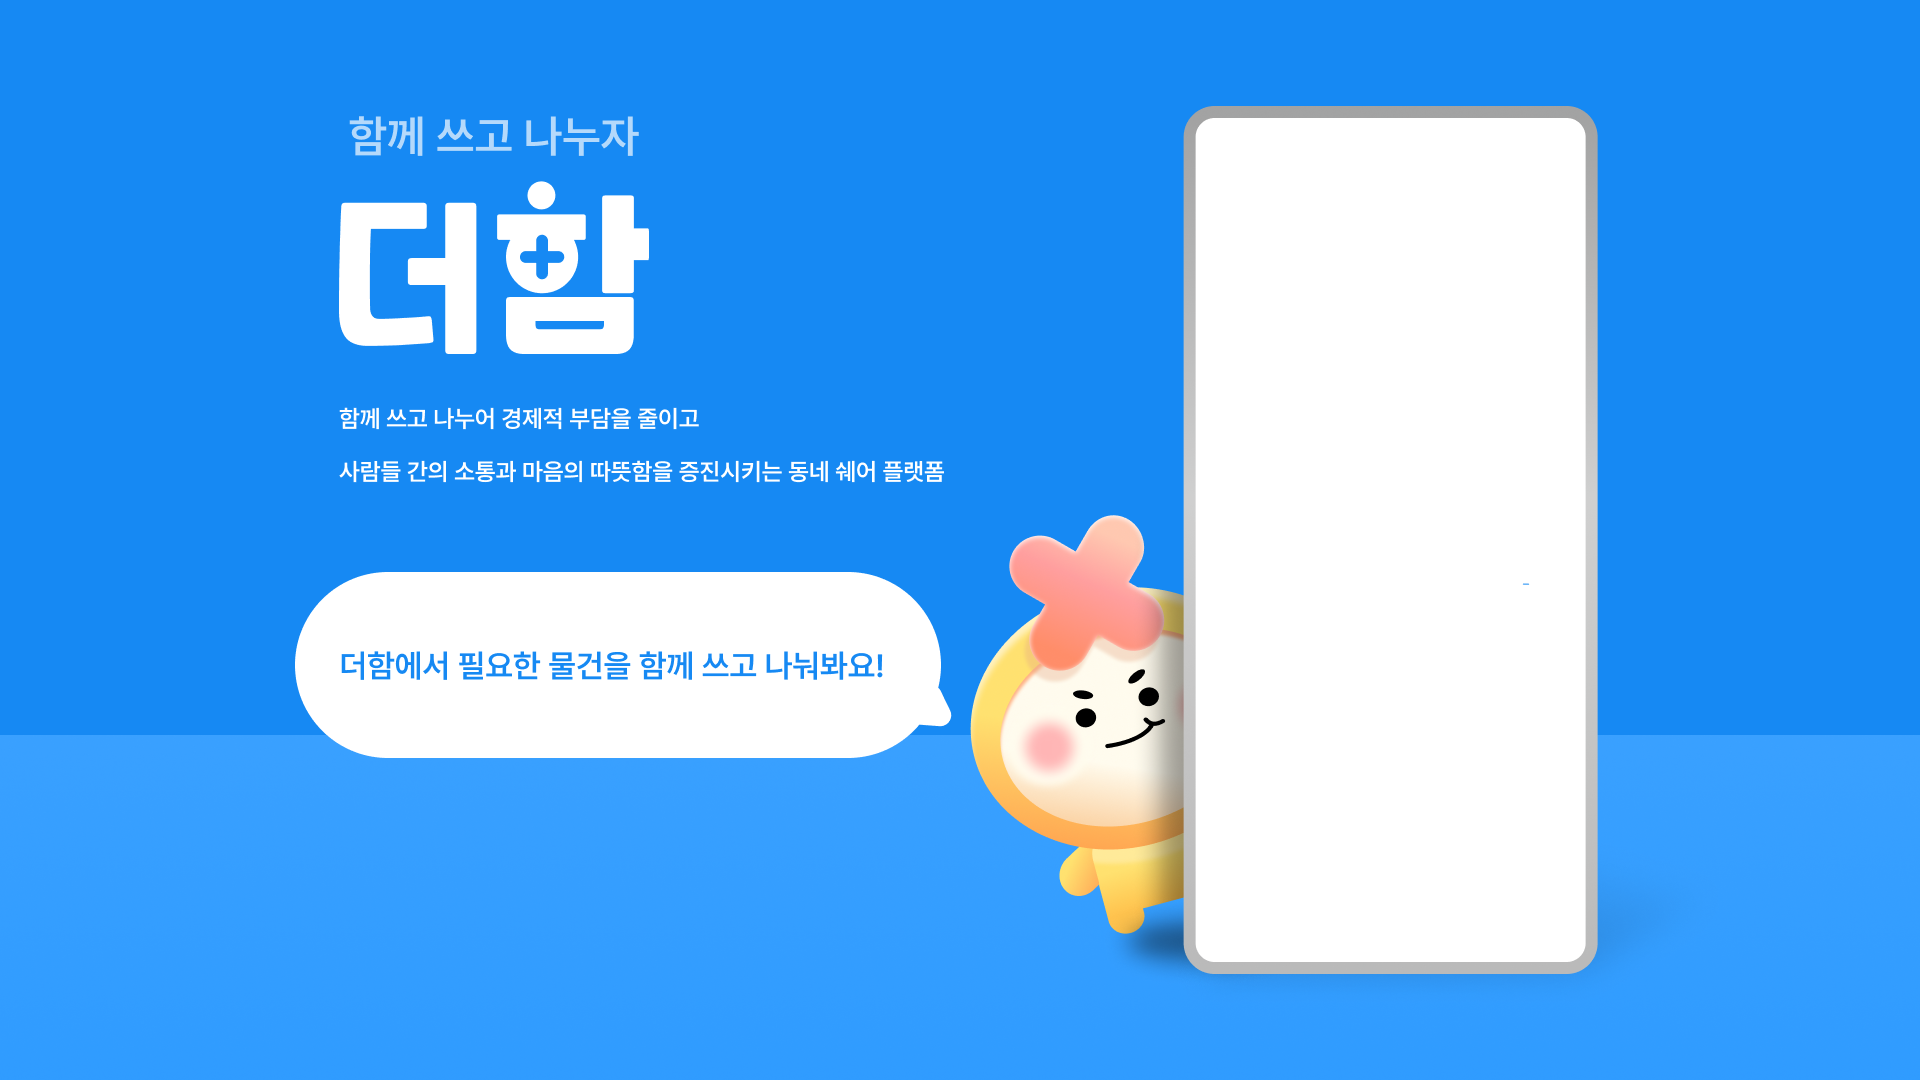 함께 쓰고 나누자
더함
함께 쓰고 나누어 경제적 부담을 줄이고
사람들 간의 소통과 마음의 따뜻함을 증진시키는 동네 쉐어 플랫폼
더함에서 필요한 물건을 함께 쓰고 나눠봐요!